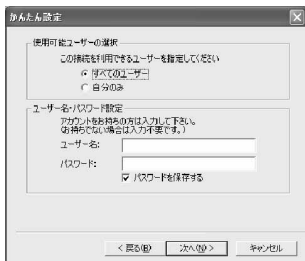 かんたん設定
使用可能ユーザーの選択
この接続を利用できるユーザーを指定してください
すべてのユーザー
自分のみ
ユーザー名・パスワード設定
アカウントをお持ちの方は入力して下さい。
(お持ちでない場合は入力不要です。)
ユーザー名:
パスワード:
パスワードを保存する
< 戻る(B)
次へ(N) >
キャンセル